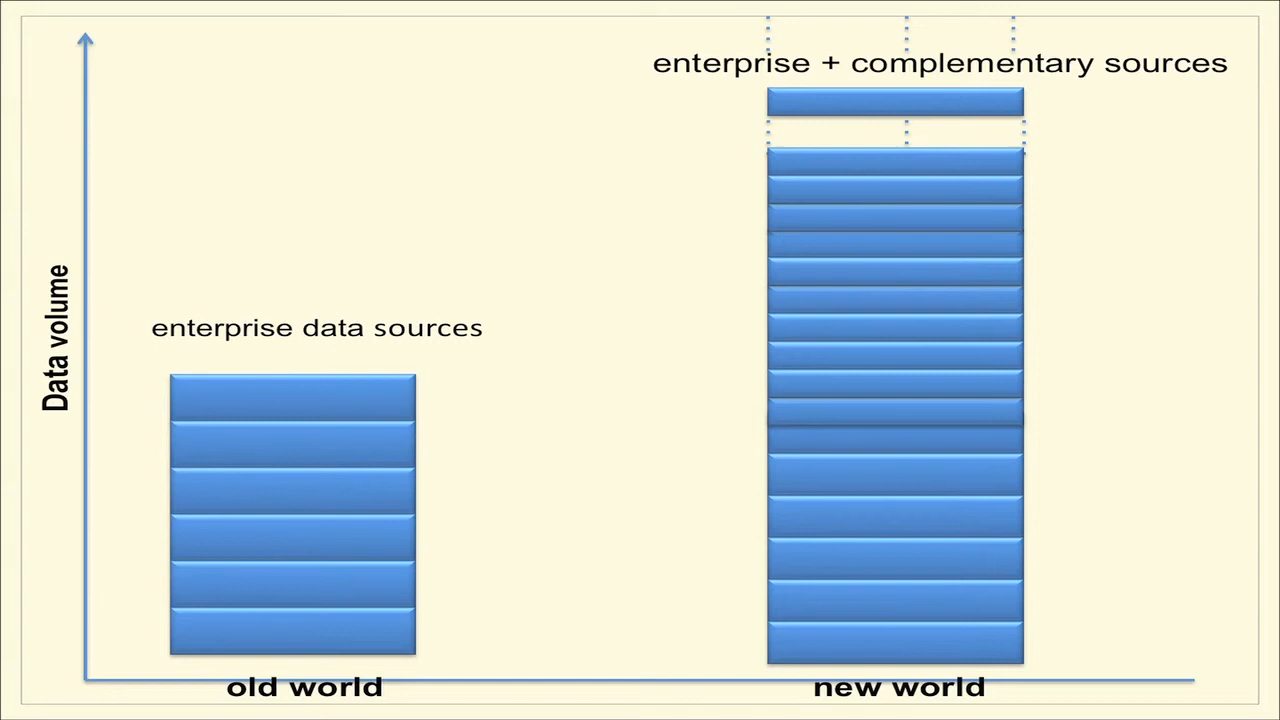 enterprise + complementary sources
Data volume
enterprise data sources
old world
new world